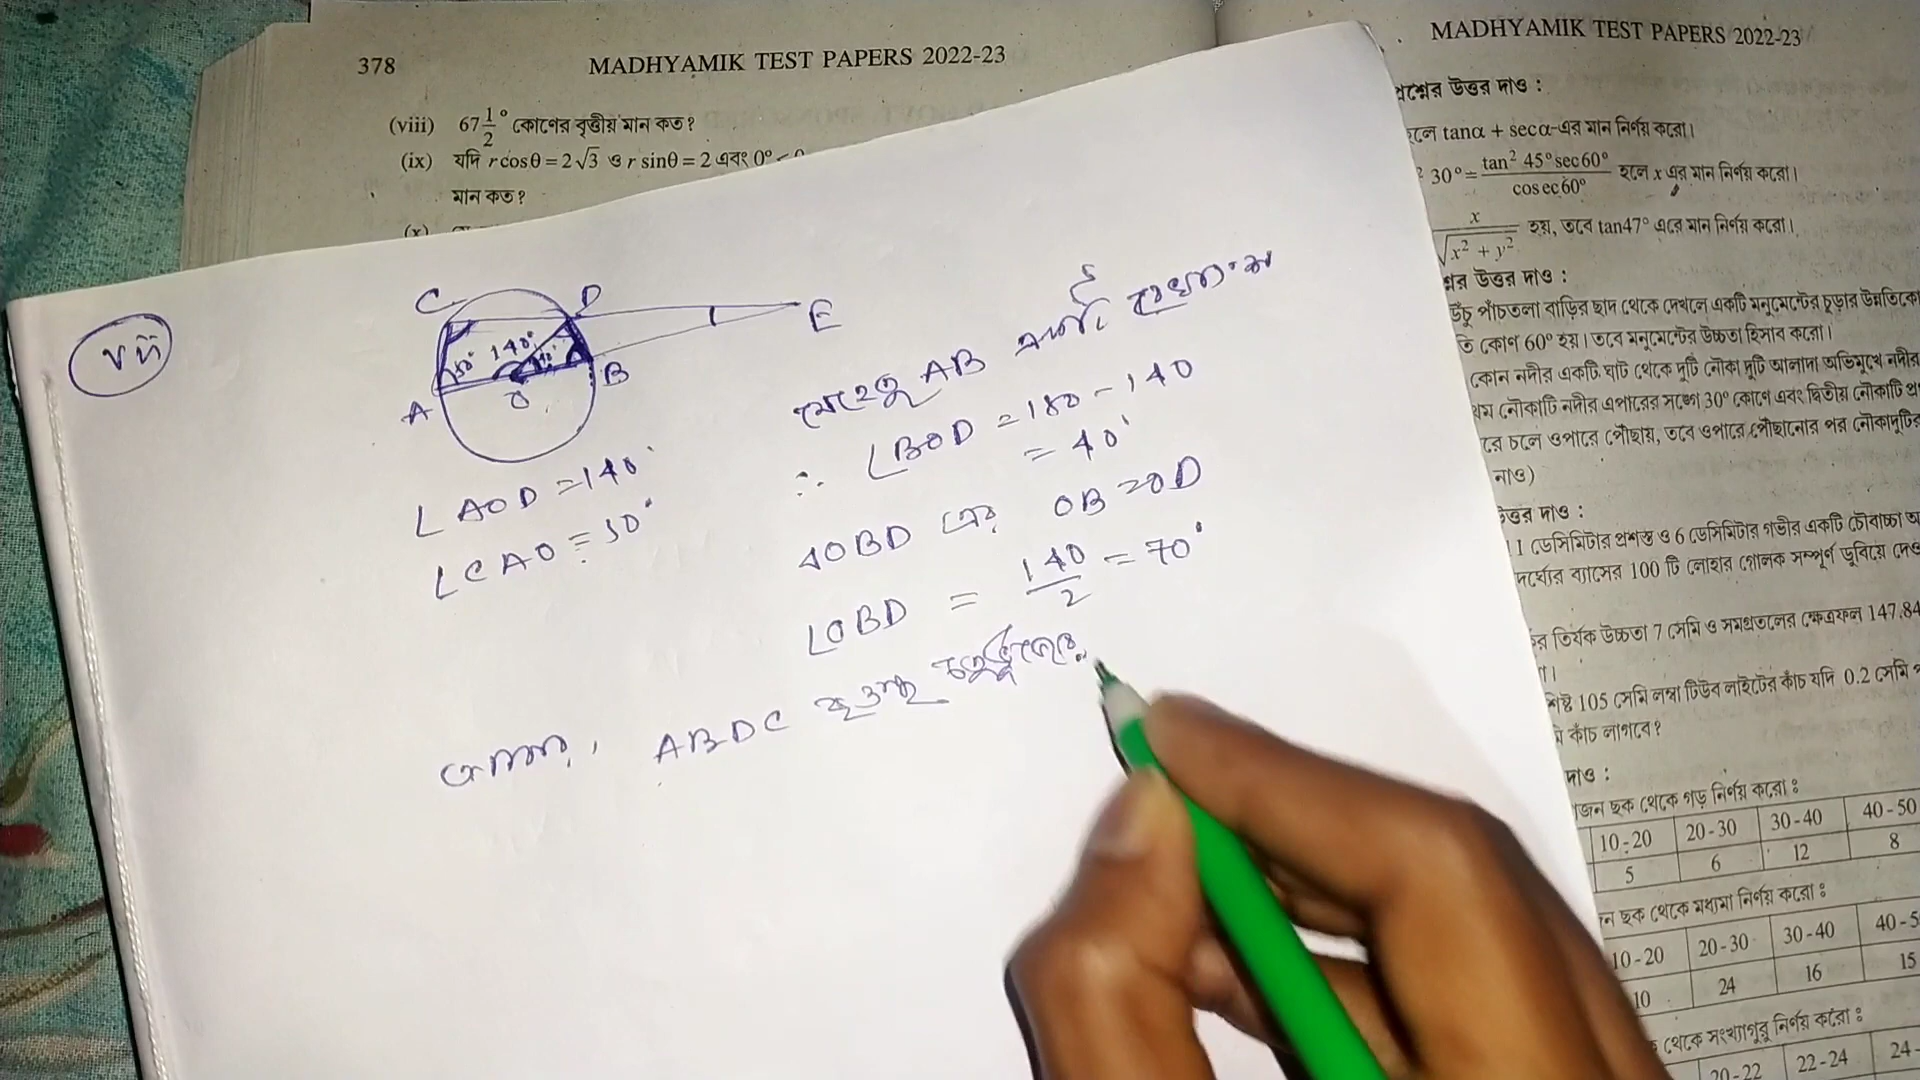 378 MADHYAMIK TEST PAPERS 2022-23
(viii) 67 1/2° কোণের বৃত্তীয় মান কত?
(ix) যদি r cosθ = 2√3 ও r sinθ = 2 এবং 0° <
মান কত?
(x)
vii
C D E
140°
A O B
∠AOD = 140°
∠CAO = 50°
যেহেতু AB একটি
∴ ∠BOD = 180 - 140
= 40°
ΔOBD এর OB = OD
∠OBD = 140/2 = 70°
আবার, ABDC বৃত্তস্থ চতুর্ভুজের
MADHYAMIK TEST PAPERS 2022-23
প্রশ্নের উত্তর দাও :
হলে tanα + secα-এর মান নির্ণয় করো।
30° = tan² 45° sec60° / cosec60° হলে x এর মান নির্ণয় করো।
x / √x² + y² হয়, তবে tan47° এর মান নির্ণয় করো।
উত্তর দাও :
উঁচু পাঁচতলা বাড়ির ছাদ থেকে দেখলে একটি মনুমেন্টের চূড়ার উন্নতিকো
তি কোণ 60° হয়। তবে মনুমেন্টের উচ্চতা হিসাব করো।
কোন নদীর একটি ঘাট থেকে দুটি নৌকা দুটি আলাদা অভিমুখে নদীর
থম নৌকাটি নদীর এপারের সঙ্গে 30° কোণে এবং দ্বিতীয় নৌকাটি
রে চলে ওপারে পৌঁছায়, তবে ওপারে পৌঁছানোর পর নৌকাদুটির
নাও)
উত্তর দাও :
11 ডেসিমিটার প্রশস্ত ও 6 ডেসিমিটার গভীর একটি চৌবাচ্চা
দৈর্ঘ্যের ব্যাসের 100 টি লোহার গোলক সম্পূর্ণ ডুবিয়ে
র তির্যক উচ্চতা 7 সেমি ও সমগ্রতলের ক্ষেত্রফল 147.84
শিষ্ট 105 সেমি লম্বা টিউব লাইটের কাঁচ যদি 0.2 সেমি
মি কাঁচ লাগবে?
দাও :
ভাজন ছক থেকে গড় নির্ণয় করো :
10-20 20-30 30-40 40-50
5 6 12 8
ন ছক থেকে মধ্যমা নির্ণয় করো :
10-20 20-30 30-40 40-5
10 24 16 15
থেকে সংখ্যাগুরু নির্ণয় করো :
20-22 22-24 24-